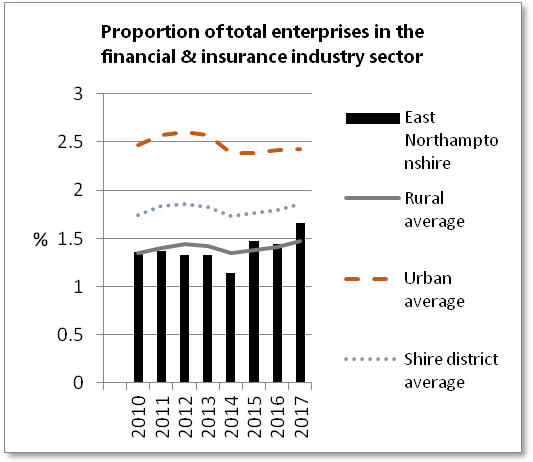 Proportion of total enterprises in the
financial & insurance industry sector
3
2.5
2
1.5
1
0.5
0
%
2010
2011
2012
2013
2014
2015
2016
2017
East
Northampto
nshire
Rural
average
Urban
average
Shire district
average